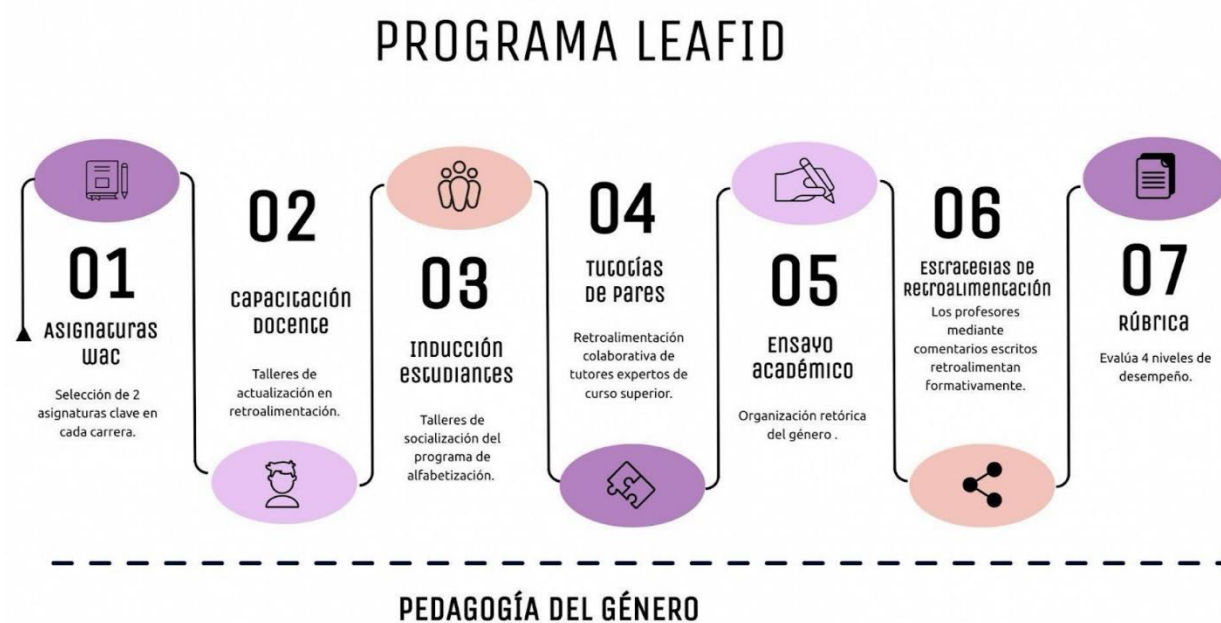 PROGRAMA LEAFID
01
ASIGNATURAS
WAC
Selección de 2
asignaturas clave en
cada carrera.
02
CAPACITACIÓN
DOCENTE
Talleres de
actualización en
retroalimentación.
03
INDUCCIÓN
ESTUDIANTES
Talleres de
socialización del
programa de
alfabetización.
04
TUTOTÍAS
DE PARES
Retroalimentación
colaborativa de
tutores expertos de
curso superior.
05
ENSAYO
ACADÉMICO
Organización retórica
del género .
06
ESTRATEGIAS DE
RETROALIMENTACIÓN
Los profesores
mediante
comentarios escritos
retroalimentan
formativamente.
07
RÚBRICA
Evalúa 4 niveles de
desempeño.
PEDAGOGÍA DEL GÉNERO